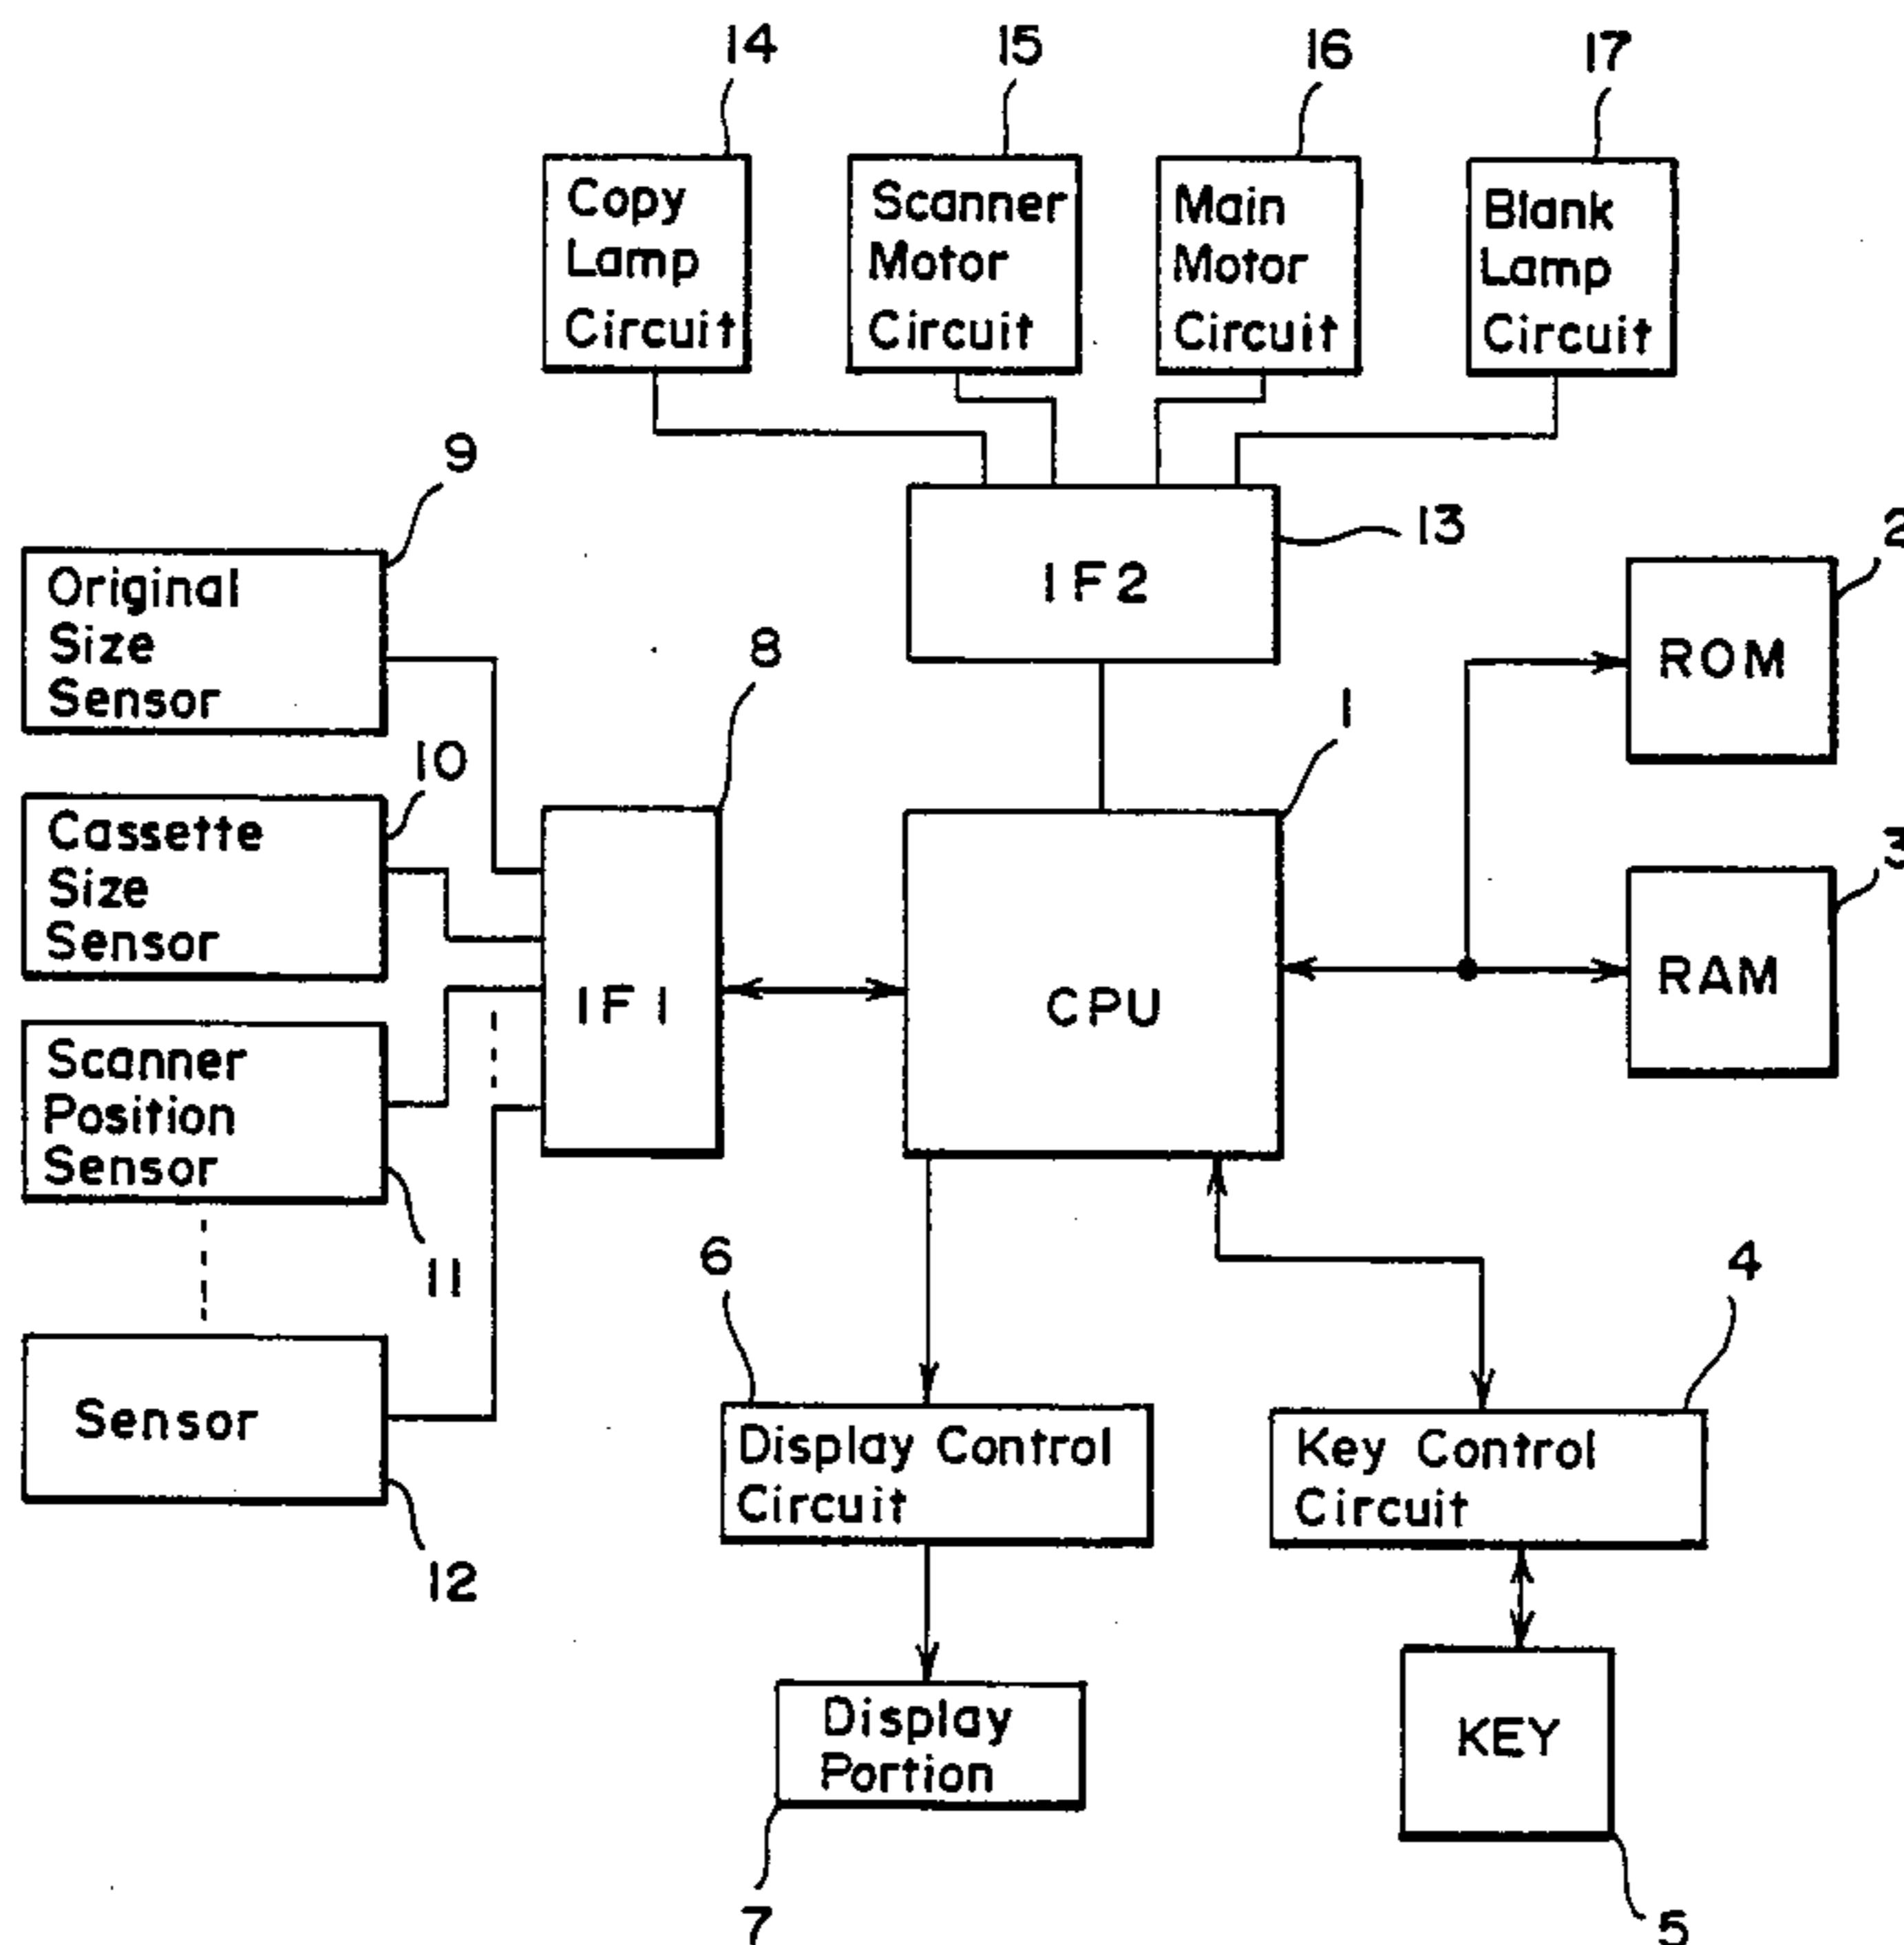 14
15
16
17
Copy
Lamp
Circuit
Scanner
Motor
Circuit
Main
Motor
Circuit
Blank
Lamp
Circuit
9
13
2
Original
Size
Sensor
IF2
ROM
8
1
10
3
Cassette
Size
Sensor
IF1
CPU
RAM
Scanner
Position
Sensor
11
6
4
Sensor
12
Display Control
Circuit
Key Control
Circuit
Display
Portion
KEY
7
5